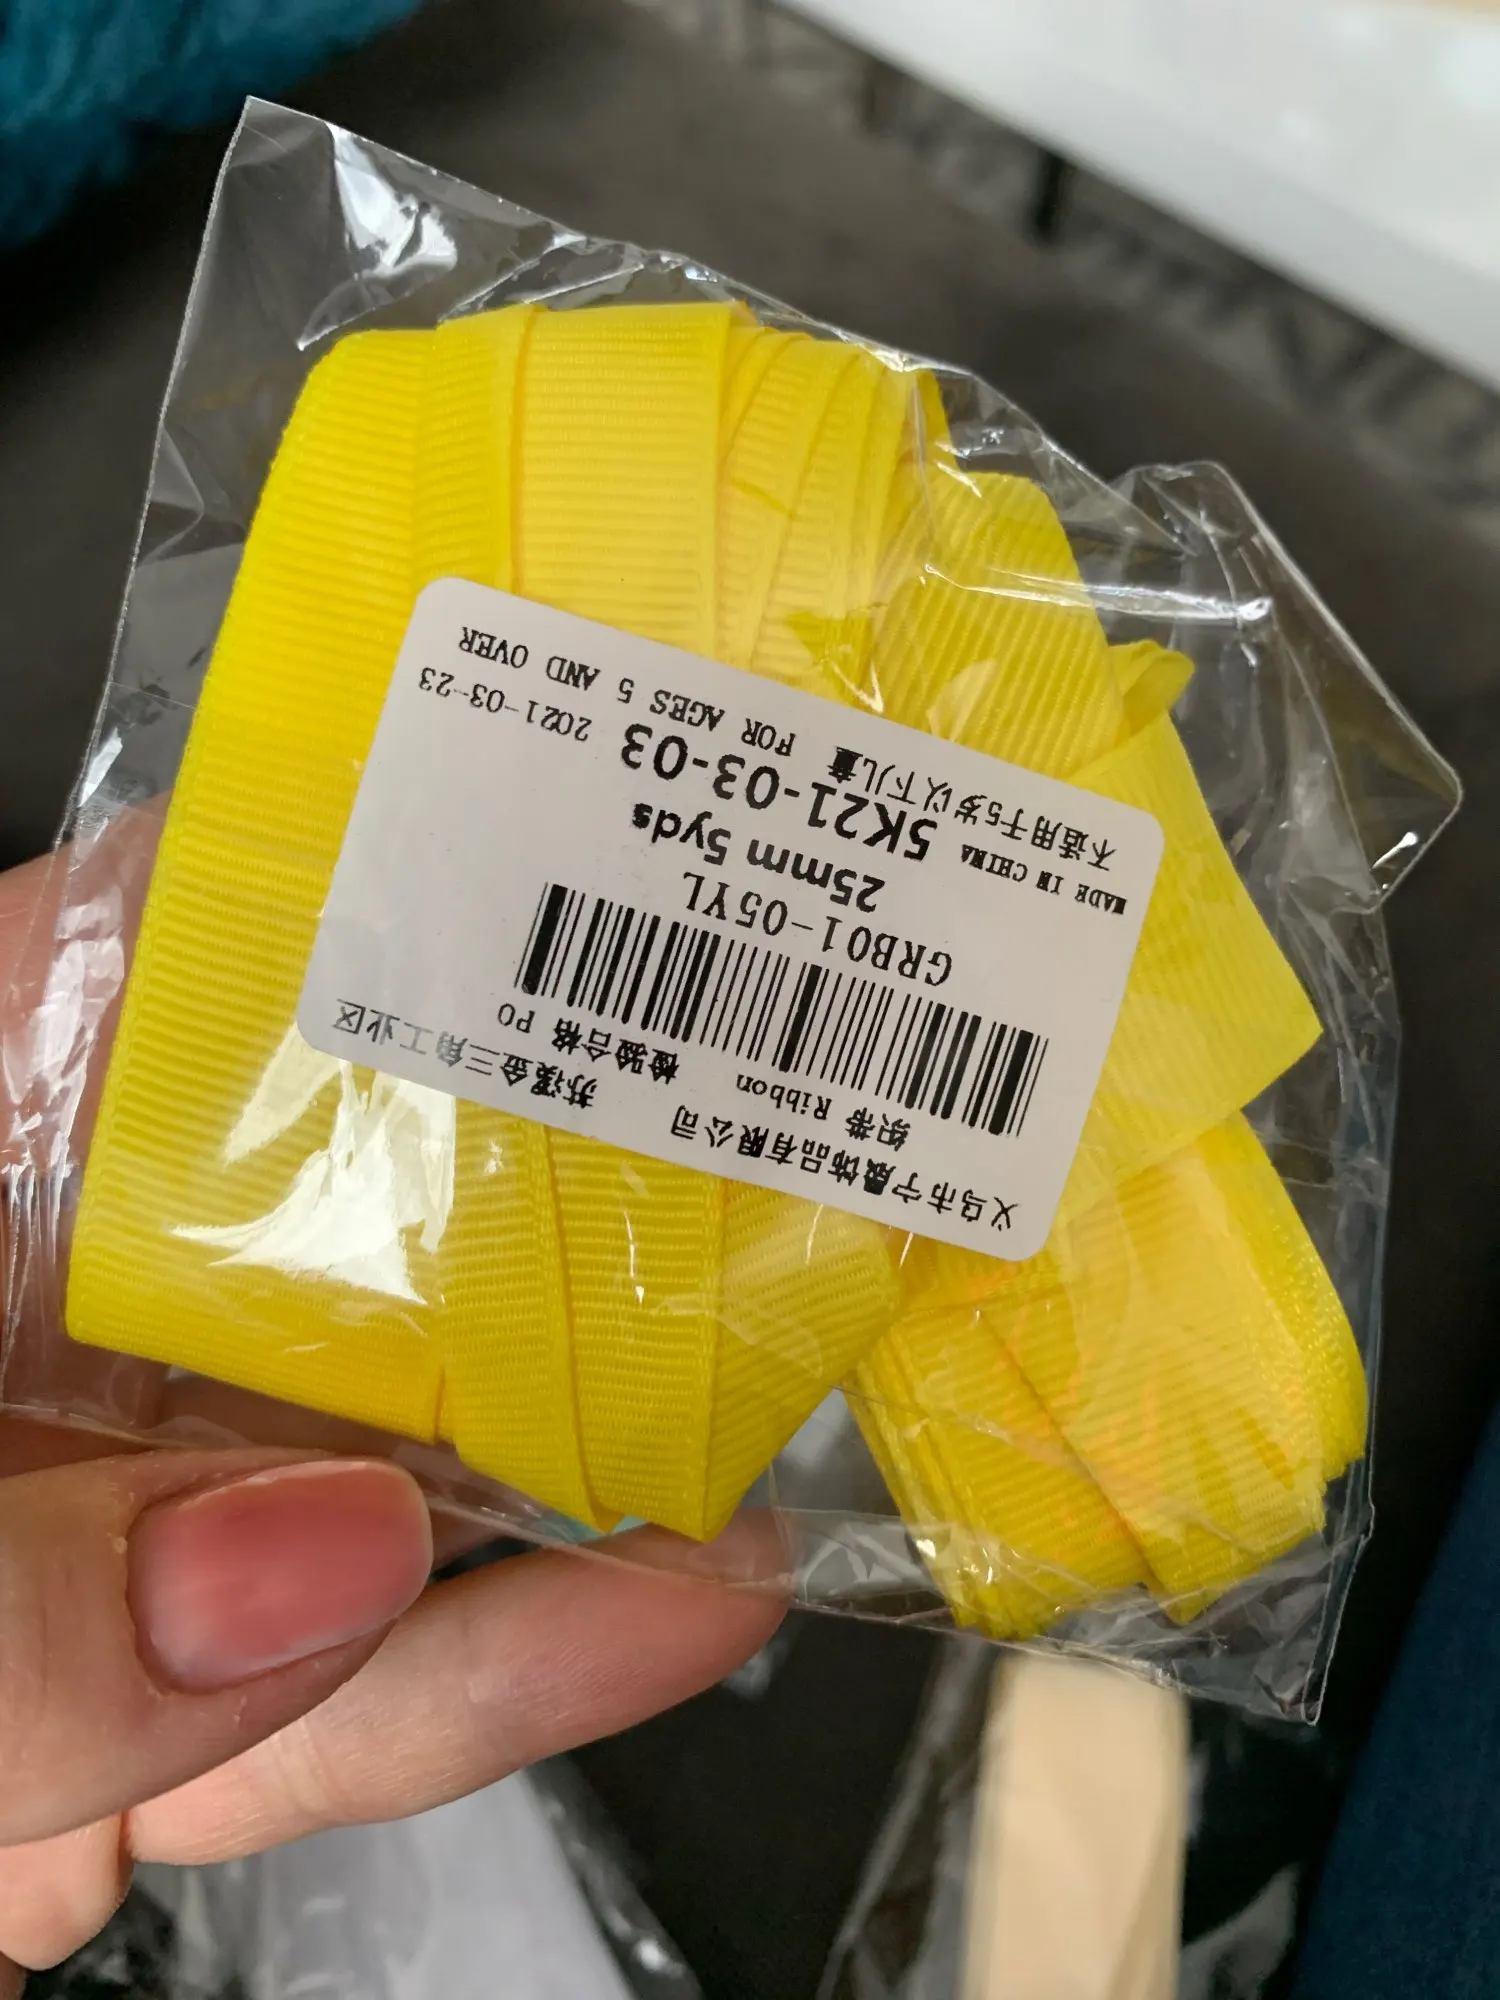 义乌市宁晟饰品有限公司
苏溪金三角工业区
织带 Ribbon 检验合格 PO
GRB01-05YL
25mm 5yds
MADE IN CHINA 5K21-03-03 2021-03-23
不适用于5岁以下儿童 FOR AGES 5 AND OVER